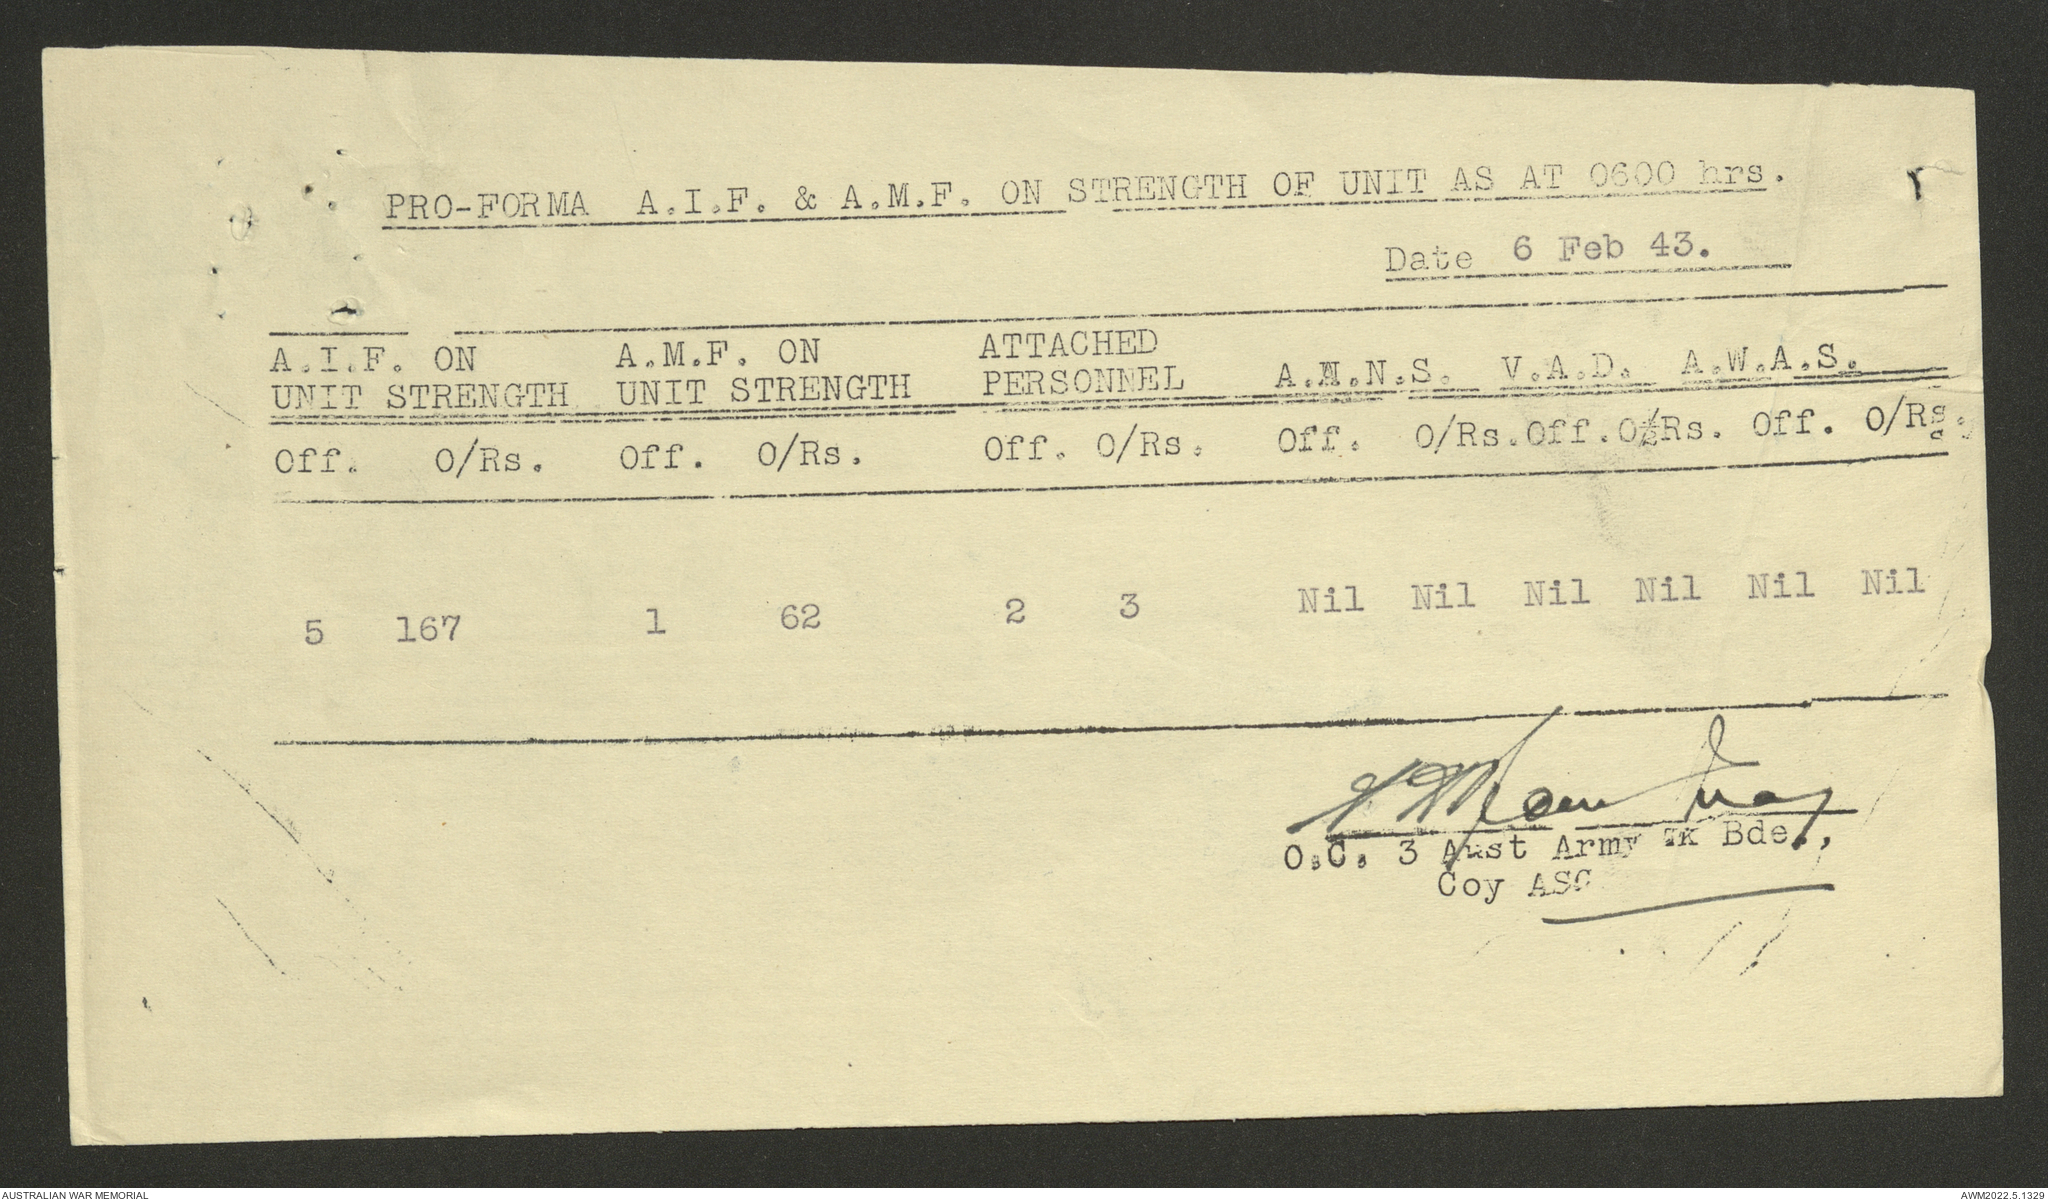 PRO-FORMA A.I.F. & A.M.F. ON STRENGTH OF UNIT AS AT 0600 hrs.
Date 6 Feb 43.
A.I.F. ON UNIT STRENGTH A.M.F. ON UNIT STRENGTH ATTACHED PERSONNEL A.A.N.S. V.A.D. A.W.A.S.
Off. O/Rs. Off. O/Rs. Off. O/Rs. Off. O/Rs. Off. O/Rs. Off. O/Rs.
5 167 1 62 2 3 Nil Nil Nil Nil Nil Nil
O.C. 3 Aust Army TK Bde.,
Coy ASC
AUSTRALIAN WAR MEMORIAL
AWM2022.5.1329